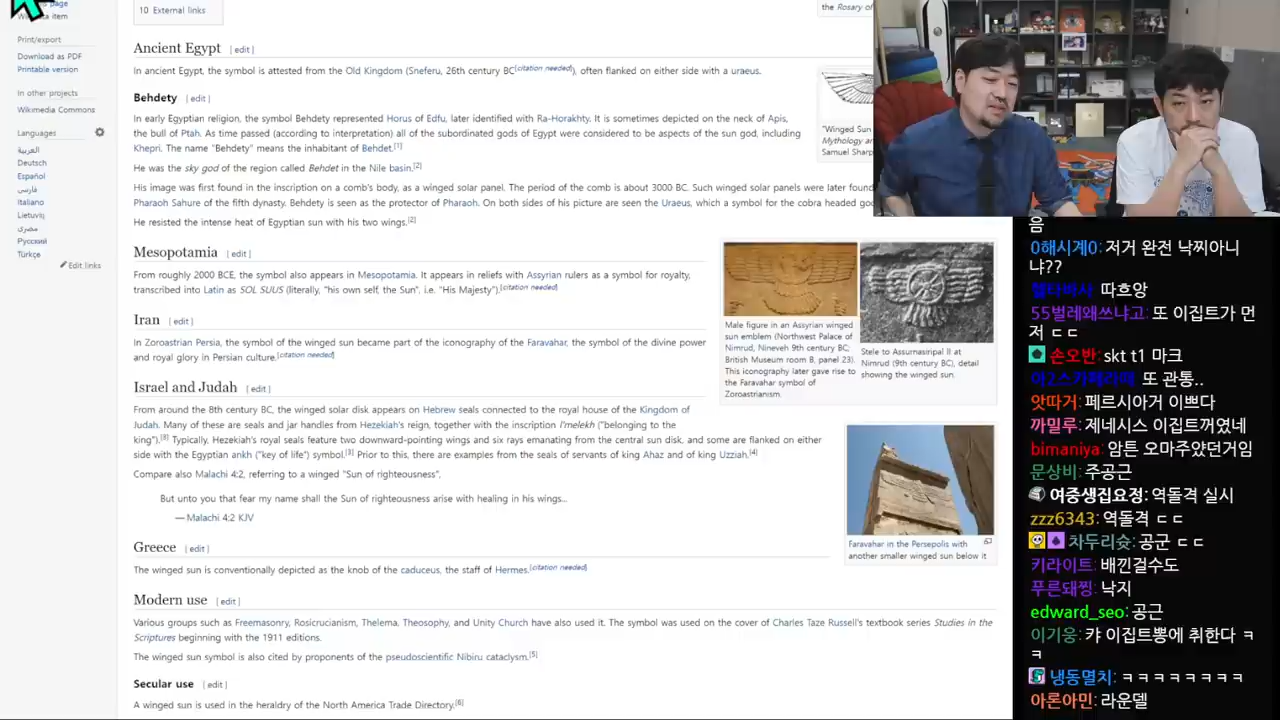 page
Wikidata item
Print/export
Download as PDF
Printable version
In other projects
Wikimedia Commons
Languages
العربية
Deutsch
Español
فارسی
Italiano
Lietuvių
مصرى
Русский
Türkçe
Edit links
10 External links
the Rosary of
Ancient Egypt [ edit ]
In ancient Egypt, the symbol is attested from the Old Kingdom (Sneferu, 26th century BC[citation needed]), often flanked on either side with a uraeus.
Behdety [ edit ]
In early Egyptian religion, the symbol Behdety represented Horus of Edfu, later identified with Ra-Horakhty. It is sometimes depicted on the neck of Apis,
the bull of Ptah. As time passed (according to interpretation) all of the subordinated gods of Egypt were considered to be aspects of the sun god, including
Khepri. The name "Behdety" means the inhabitant of Behdet.[1]
He was the sky god of the region called Behdet in the Nile basin.[2]
His image was first found in the inscription on a comb's body, as a winged solar panel. The period of the comb is about 3000 BC. Such winged solar panels were later found
Pharaoh Sahure of the fifth dynasty. Behdety is seen as the protector of Pharaoh. On both sides of his picture are seen the Uraeus, which a symbol for the cobra headed go
He resisted the intense heat of Egyptian sun with his two wings.[2]
"Winged Sun
Mythology an
Samuel Sharp
Mesopotamia [ edit ]
From roughly 2000 BCE, the symbol also appears in Mesopotamia. It appears in reliefs with Assyrian rulers as a symbol for royalty,
transcribed into Latin as SOL SUUS (literally, "his own self, the Sun", i.e. "His Majesty").[citation needed]
Iran [ edit ]
In Zoroastrian Persia, the symbol of the winged sun became part of the iconography of the Faravahar, the symbol of the divine power
and royal glory in Persian culture.[citation needed]
Male figure in an Assyrian winged
sun emblem (Northwest Palace of
Nimrud, Nineveh 9th century BC;
British Museum room B, panel 23).
This iconography later gave rise to
the Faravahar symbol of
Zoroastrianism.
Stele to Assurnasiripal II at
Nimrud (9th century BC), detail
showing the winged sun.
Israel and Judah [ edit ]
From around the 8th century BC, the winged solar disk appears on Hebrew seals connected to the royal house of the Kingdom of
Judah. Many of these are seals and jar handles from Hezekiah's reign, together with the inscription l'melekh ("belonging to the
king").[3] Typically, Hezekiah's royal seals feature two downward-pointing wings and six rays emanating from the central sun disk, and some are flanked on either
side with the Egyptian ankh ("key of life") symbol.[3] Prior to this, there are examples from the seals of servants of king Ahaz and of king Uzziah.[4]
Compare also Malachi 4:2, referring to a winged "Sun of righteousness",
But unto you that fear my name shall the Sun of righteousness arise with healing in his wings...
— Malachi 4:2 KJV
Faravahar in the Persepolis with
another smaller winged sun below it
Greece [ edit ]
The winged sun is conventionally depicted as the knob of the caduceus, the staff of Hermes.[citation needed]
Modern use [ edit ]
Various groups such as Freemasonry, Rosicrucianism, Thelema, Theosophy, and Unity Church have also used it. The symbol was used on the cover of Charles Taze Russell's textbook series Studies in the
Scriptures beginning with the 1911 editions.
The winged sun symbol is also cited by proponents of the pseudoscientific Nibiru cataclysm.[5]
Secular use [ edit ]
A winged sun is used in the heraldry of the North America Trade Directory.[6]
음
0해시계0: 저거 완전 낙찌아니
냐??
헬타바사: 따흐앙
55벌레왜쓰냐고: 또 이집트가 먼
저 ㄷㄷ
손오반: skt t1 마크
또 관통..
앗따거: 페르시아거 이쁘다
까밀루: 제네시스 이집트꺼였네
bimaniya: 암튼 오마주얐던거임
문상비: 주공근
여중생집요정: 역돌격 실시
zzz6343: 역돌격 ㄷㄷ
차두리슛: 공군 ㄷㄷ
키라이트: 배낀걸수도
푸른돼찡: 낙지
edward_seo: 공근
이기웅: 캬 이집트뽕에 취한다 ㅋ
ㅋ
냉동멸치: ㅋㅋㅋㅋㅋㅋㅋㅋ
아론아민: 라운델